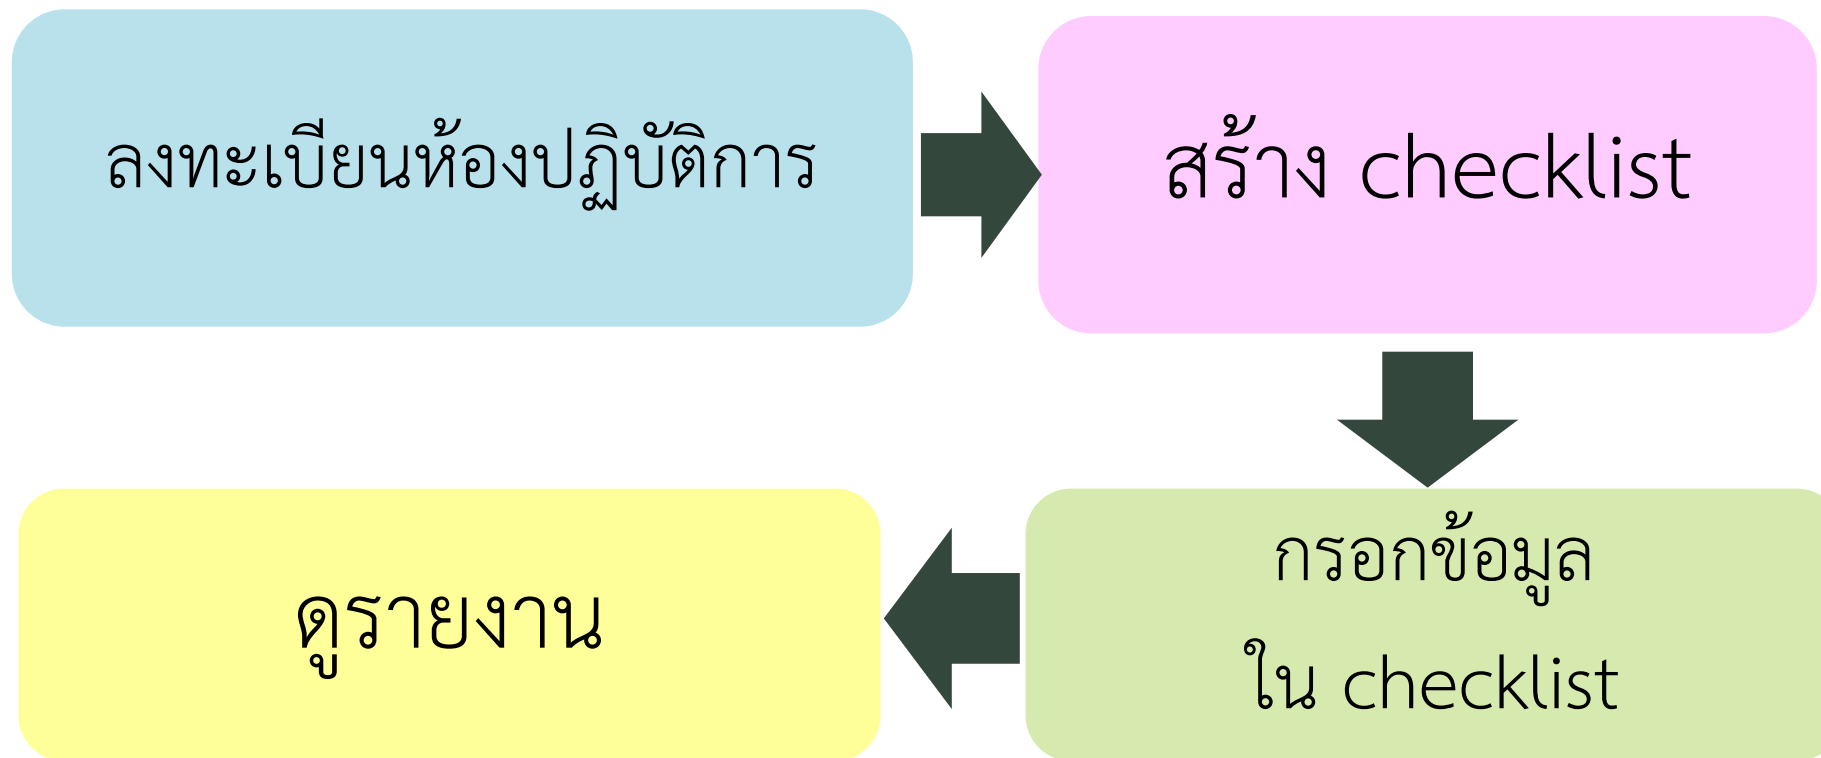 ลงทะเบียนห้องปฏิบัติการ
สร้าง checklist
กรอกข้อมูล
ใน checklist
ดูรายงาน